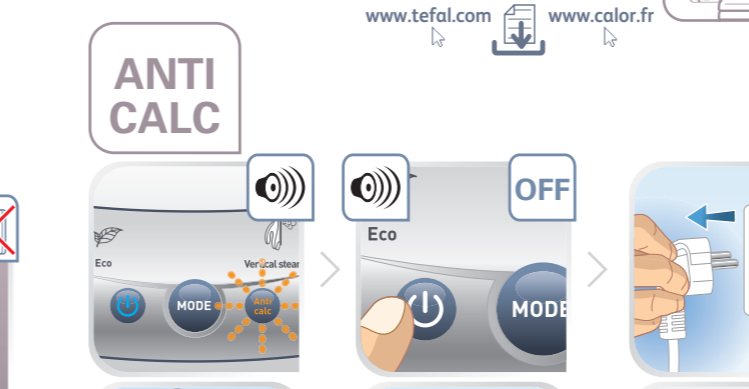 www.tefal.com
www.calor.fr
ANTI
CALC
Eco
Vertical steam
MODE
Anti
calc
OFF
Eco
MODE